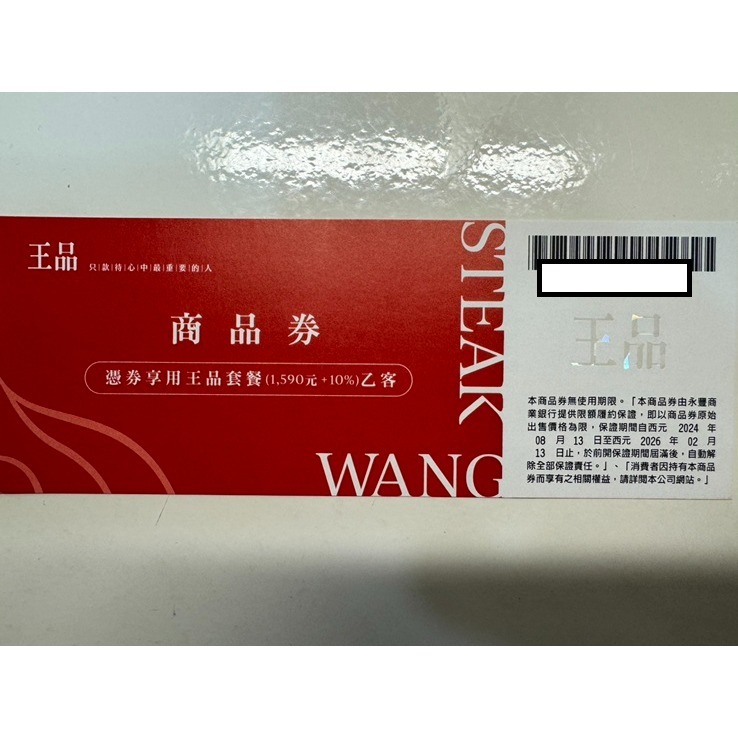 王品 只|款|待|心|中|最|重|要|的|人
商品券
憑券享用王品套餐(1,590元+10%)乙客
STEAK
WANG
王品
本商品券無使用期限。「本商品券由永豐商
業銀行提供限額履約保證，即以商品券原始
出售價格為限，保證期間自西元 2024 年
08 月 13 日至西元 2026 年 02 月
13 日止，於前開保證期間屆滿後，自動解
除全部保證責任。」、「消費者因持有本商品
券而享有之相關權益，請詳閱本公司網站。」